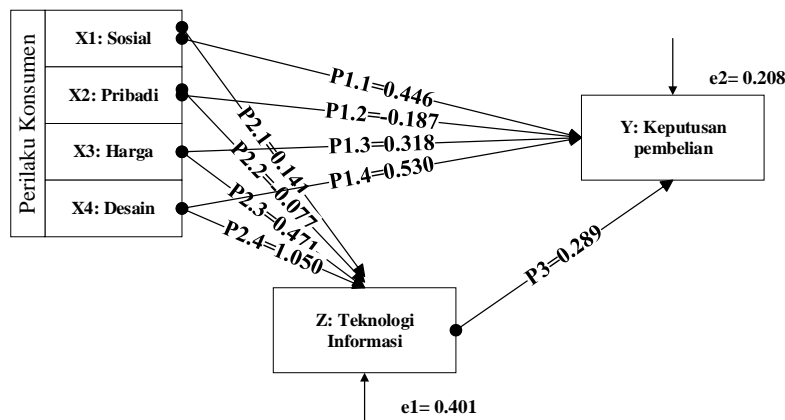 Perilaku Konsumen
X1: Sosial
X2: Pribadi
X3: Harga
X4: Desain
P1.1=0.446
P1.2=-0.187
P1.3=0.318
P1.4=0.530
P2.1=0.141
P2.2=-0.077
P2.3=0.471
P2.4=1.050
e2= 0.208
Y: Keputusan
pembelian
P3=0.289
Z: Teknologi
Informasi
e1= 0.401